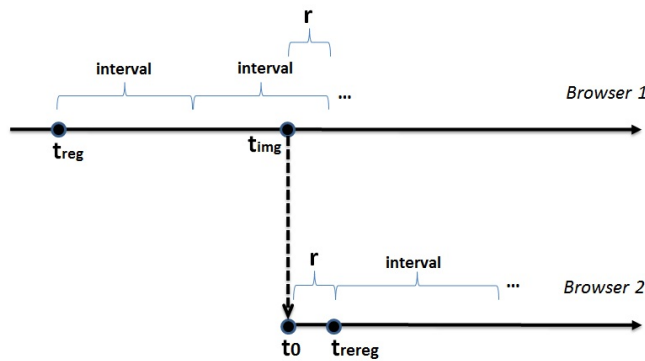 r
interval interval ...
Browser 1
treg timg
r interval ...
Browser 2
t0 trereg